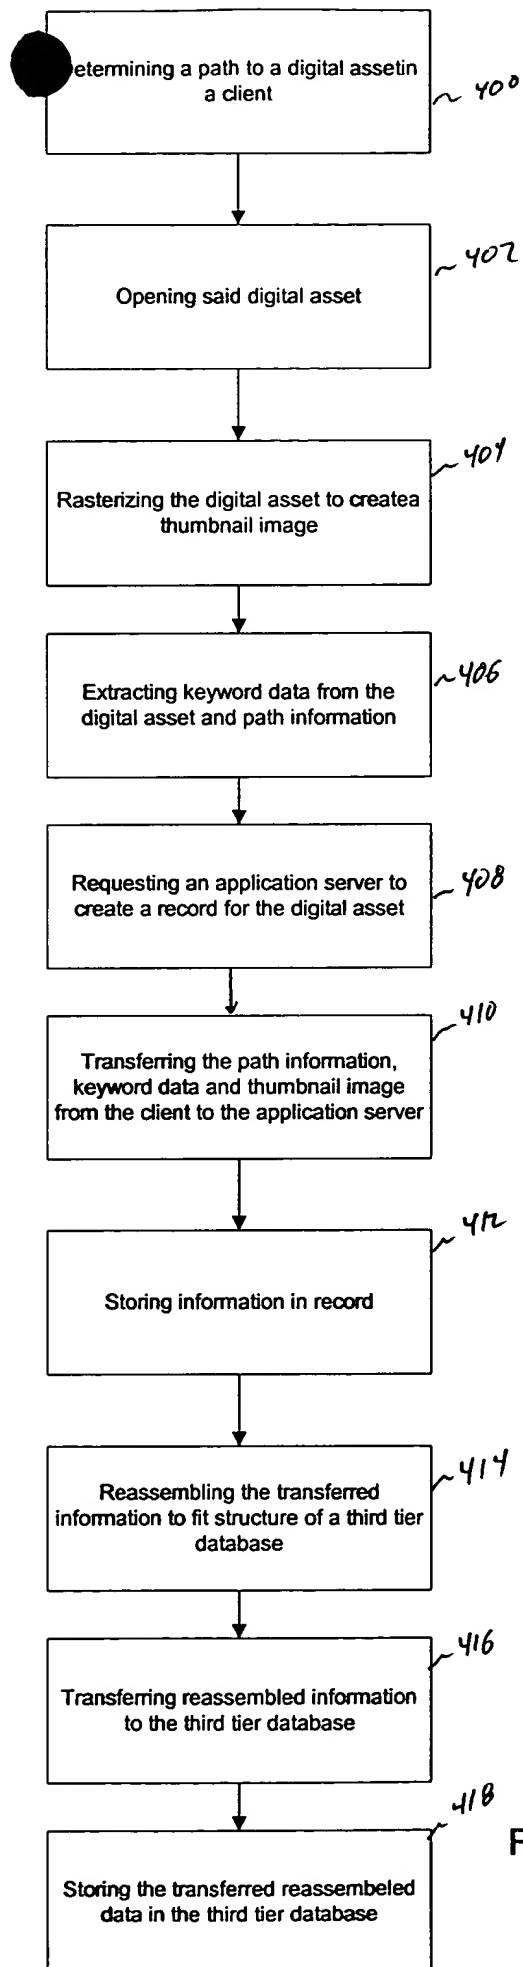 etermining a path to a digital assetin
a client
400
402
Opening said digital asset
404
Rasterizing the digital asset to createa
thumbnail image
406
Extracting keyword data from the
digital asset and path information
408
Requesting an application server to
create a record for the digital asset
410
Transferring the path information,
keyword data and thumbnail image
from the client to the application server
412
Storing information in record
414
Reassembling the transferred
information to fit structure of a third tier
database
416
Transferring reassembled information
to the third tier database
418
Storing the transferred reassembeled
data in the third tier database
F